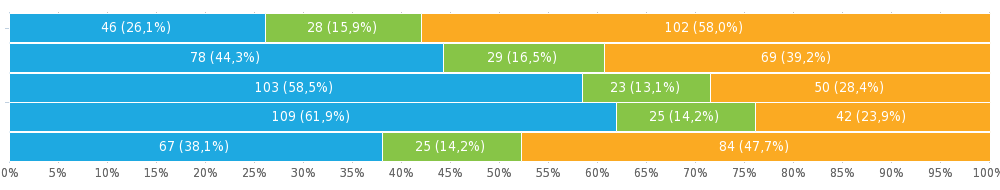 46 (26,1%) 28 (15,9%) 102 (58,0%)
78 (44,3%) 29 (16,5%) 69 (39,2%)
103 (58,5%) 23 (13,1%) 50 (28,4%)
109 (61,9%) 25 (14,2%) 42 (23,9%)
67 (38,1%) 25 (14,2%) 84 (47,7%)
0% 5% 10% 15% 20% 25% 30% 35% 40% 45% 50% 55% 60% 65% 70% 75% 80% 85% 90% 95% 100%